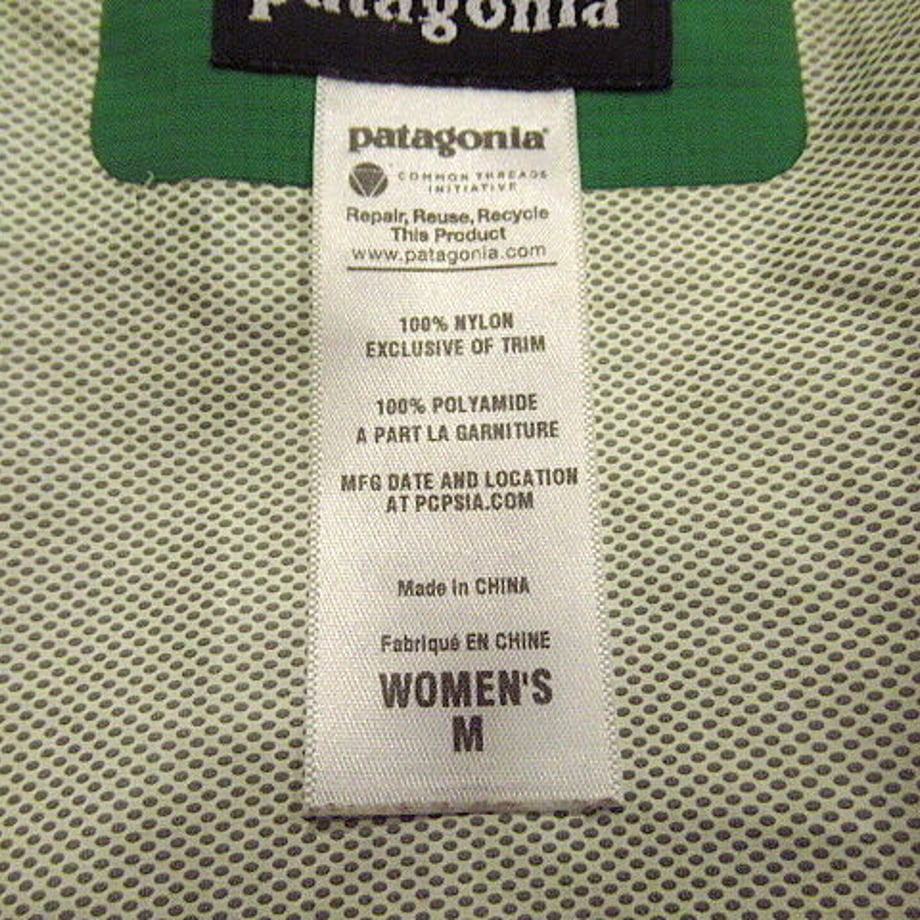 patagonia
patagonia®
COMMON THREADS
INITIATIVE
Repair, Reuse, Recycle
This Product
www.patagonia.com
100% NYLON
EXCLUSIVE OF TRIM
100% POLYAMIDE
A PART LA GARNITURE
MFG DATE AND LOCATION
AT PCPSIA.COM
Made in CHINA
Fabriqué EN CHINE
WOMEN'S
M